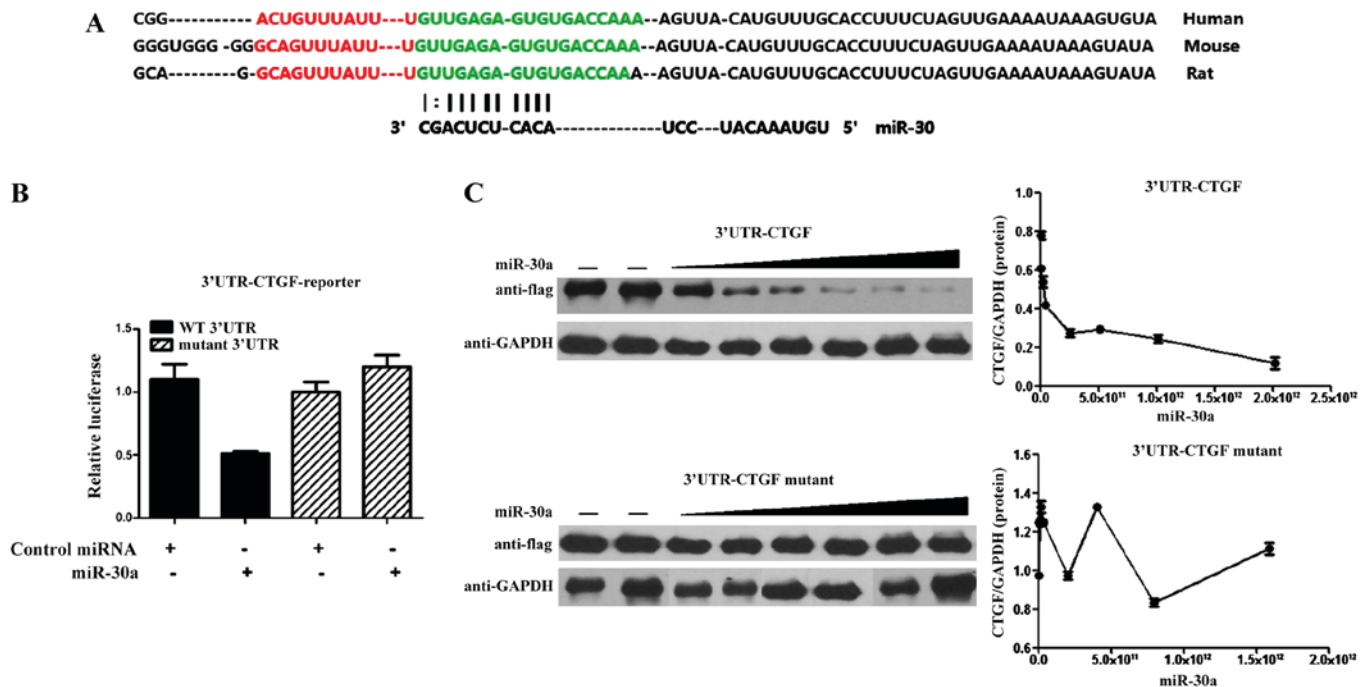 A
CGG----------ACUGUUUAUU---UGUUGAGA-GUGUGACCAAA--AGUUA-CAUGUUUGCACCUUUCUAGUUGAAAAUAAAGUGUA Human
GGGUGGG -GGGCAGUUUAUU---UGUUGAGA-GUGUGACCAAA--AGUUA-CAUGUUUGCACCUUUCUAGUUGAAAAUAAAGUAUA Mouse
GCA----------G-GCAGUUUAUU---UGUUGAGA-GUGUGACCAAA--AGUUA-CAUGUUUGCACCUUUCUAGUUGAAAAUAAAGUAUA Rat
3' CGACUCU-CACA-------------UCC---UACAAAUGU 5' miR-30
B
3'UTR-CTGF-reporter
WT 3'UTR
mutant 3'UTR
Relative luciferase
1.5
1.0
0.5
0.0
Control miRNA + - + -
miR-30a - + - +
C
3'UTR-CTGF
miR-30a — —
anti-flag
anti-GAPDH
3'UTR-CTGF
CTGF/GAPDH (protein)
1.0
0.8
0.6
0.4
0.2
0.0
0.0 5.0x10¹¹ 1.0x10¹² 1.5x10¹² 2.0x10¹² 2.5x10¹²
miR-30a
3'UTR-CTGF mutant
miR-30a — —
anti-flag
anti-GAPDH
3'UTR-CTGF mutant
CTGF/GAPDH (protein)
1.6
1.4
1.2
1.0
0.8
0.6
0.0 5.0x10¹¹ 1.0x10¹² 1.5x10¹² 2.0x10¹²
miR-30a